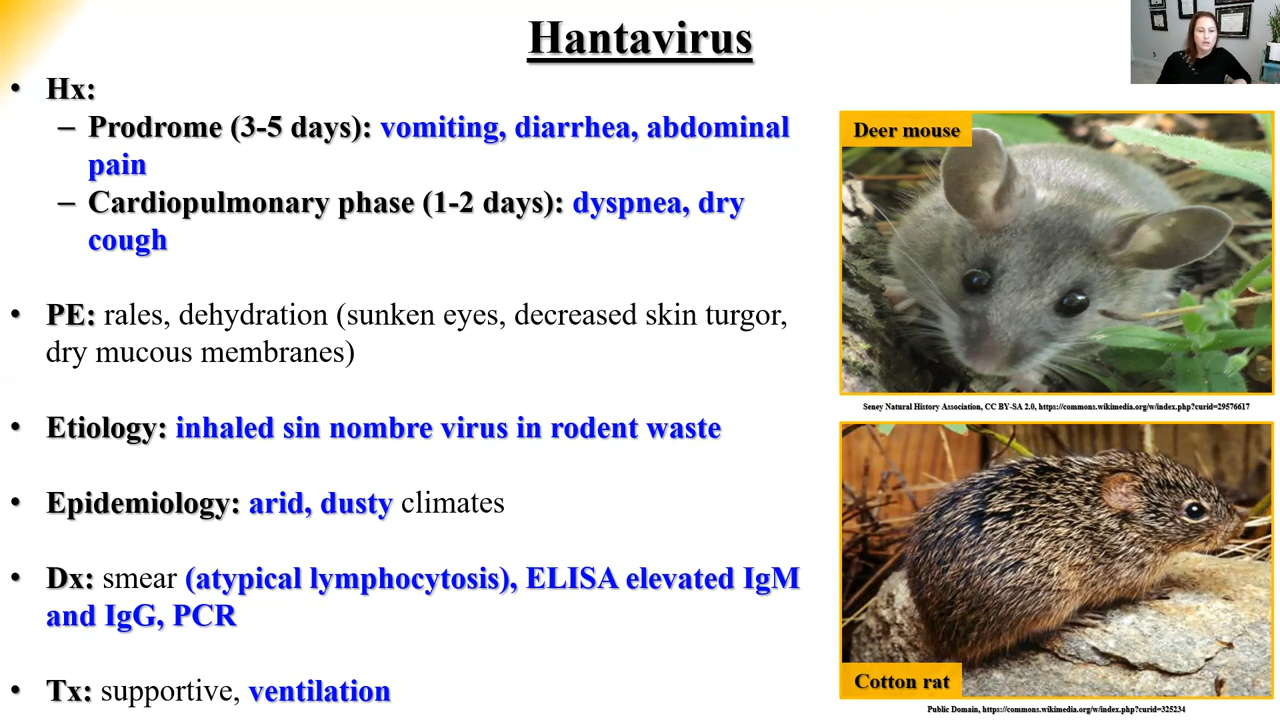 Hantavirus
• Hx:
– Prodrome (3-5 days): vomiting, diarrhea, abdominal
pain
– Cardiopulmonary phase (1-2 days): dyspnea, dry
cough
• PE: rales, dehydration (sunken eyes, decreased skin turgor,
dry mucous membranes)
• Etiology: inhaled sin nombre virus in rodent waste
• Epidemiology: arid, dusty climates
• Dx: smear (atypical lymphocytosis), ELISA elevated IgM
and IgG, PCR
• Tx: supportive, ventilation
Deer mouse
Seney Natural History Association, CC BY-SA 2.0, https://commons.wikimedia.org/w/index.php?curid=29576617
Cotton rat
Public Domain, https://commons.wikimedia.org/w/index.php?curid=325234